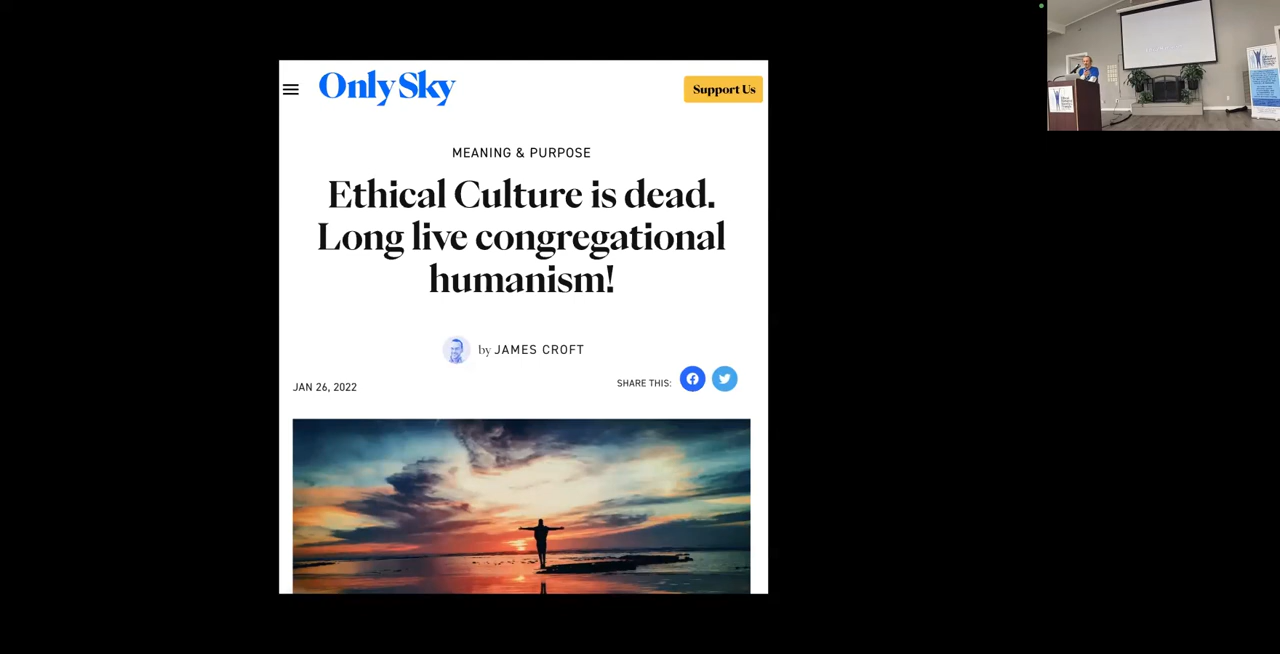 OnlySky
Support Us
MEANING & PURPOSE
Ethical Culture is dead.
Long live congregational
humanism!
by JAMES CROFT
JAN 26, 2022
SHARE THIS: